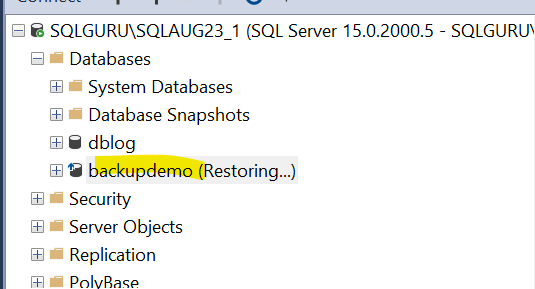 SQLGURU\SQLAUG23_1 (SQL Server 15.0.2000.5 - SQLGURU\
Databases
System Databases
Database Snapshots
dblog
backupdemo (Restoring...)
Security
Server Objects
Replication
PolyBase